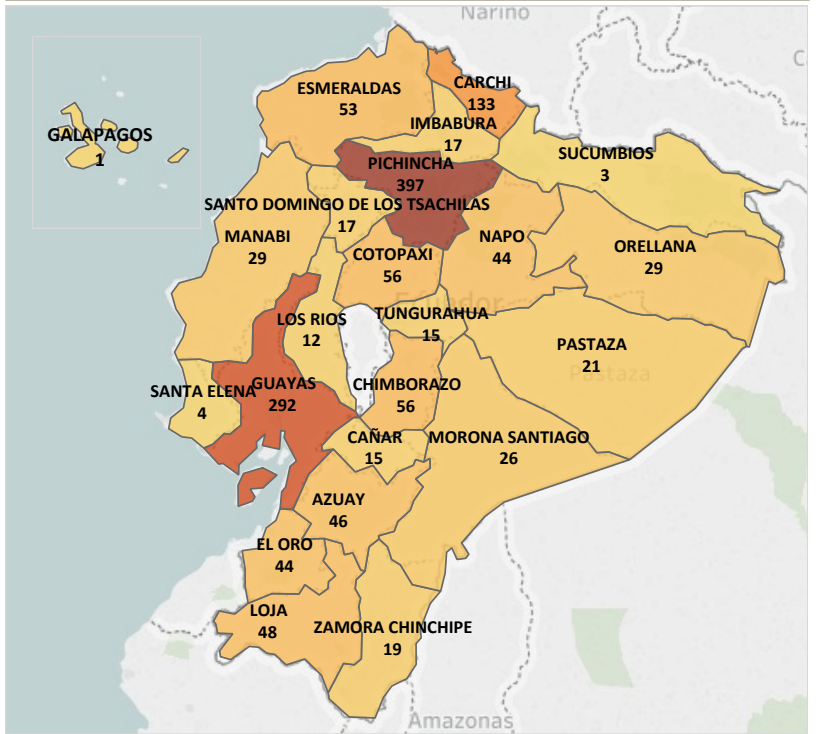 Narino
ESMERALDAS
53
CARCHI
133
IMBABURA
17
GALAPAGOS
1
PICHINCHA
397
SUCUMBIOS
3
SANTO DOMINGO DE LOS TSACHILAS
17
MANABI
29
COTOPAXI
56
NAPO
44
ORELLANA
29
Ecuador
LOS RIOS
12
TUNGURAHUA
15
PASTAZA
21
Pastaza
SANTA ELENA
4
GUAYAS
292
CHIMBORAZO
56
CAÑAR
15
MORONA SANTIAGO
26
AZUAY
46
EL ORO
44
LOJA
48
ZAMORA CHINCHIPE
19
Amazonas